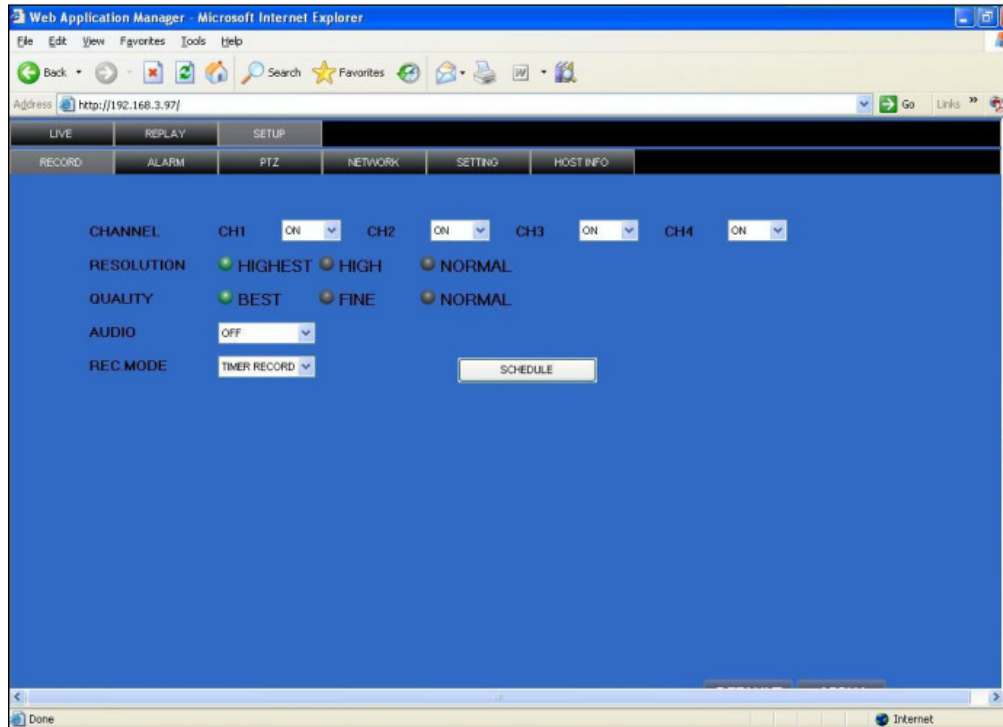 Web Application Manager - Microsoft Internet Explorer
File Edit View Favorites Tools Help
Back Search Favorites
Address http://192.168.3.97/ Go Links
LIVE REPLAY SETUP
RECORD ALARM PTZ NETWORK SETTING HOST INFO
CHANNEL CH1 ON CH2 ON CH3 ON CH4 ON
RESOLUTION HIGHEST HIGH NORMAL
QUALITY BEST FINE NORMAL
AUDIO OFF
REC.MODE TIMER RECORD SCHEDULE
Done Internet